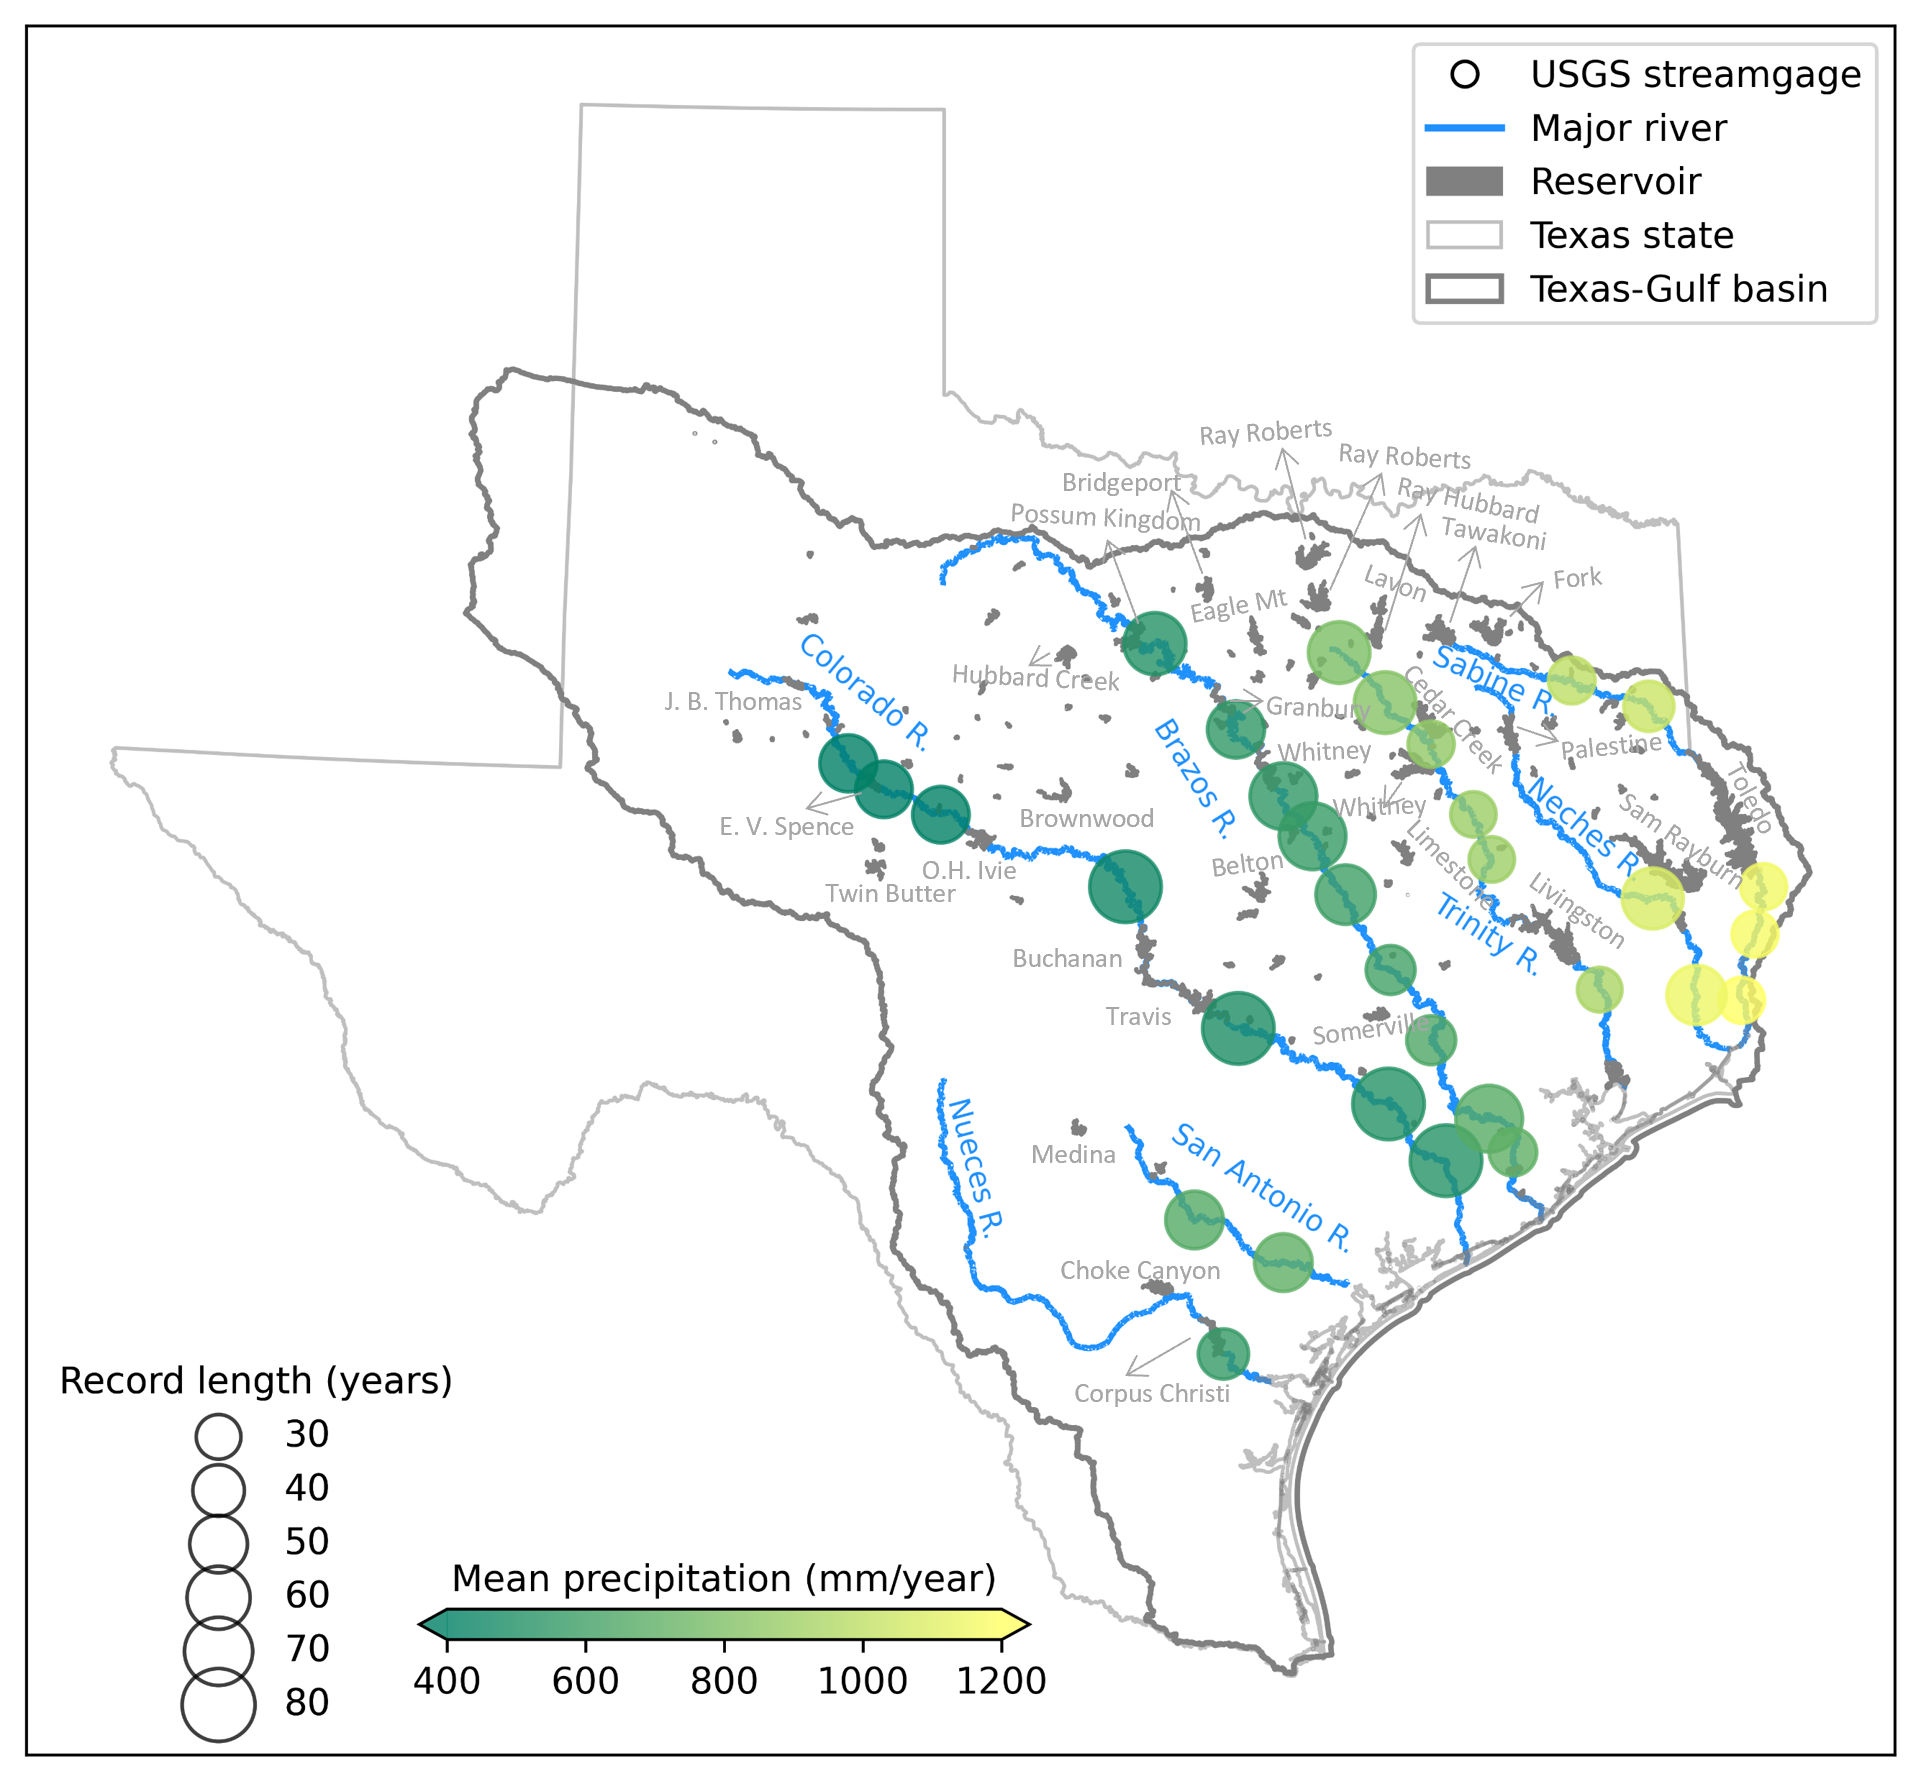 USGS streamgage
Major river
Reservoir
Texas state
Texas-Gulf basin
Ray Roberts
Ray Roberts
Bridgeport
Ray Hubbard
Possum Kingdom
Tawakoni
Lavon
Fork
Eagle Mt
Colorado R.
Hubbard Creek
Sabine R.
J. B. Thomas
Cedar Creek
Granbury
Brazos R.
Whitney
Palestine
Toledo
E. V. Spence
Brownwood
Whitney
Neches R.
Sam Rayburn
Limestone
O.H. Ivie
Belton
Twin Butter
Livingston
Trinity R.
Buchanan
Travis
Somerville
Nueces R.
Medina
San Antonio R.
Choke Canyon
Corpus Christi
Record length (years)
30
40
50
60
70
80
Mean precipitation (mm/year)
400 600 800 1000 1200